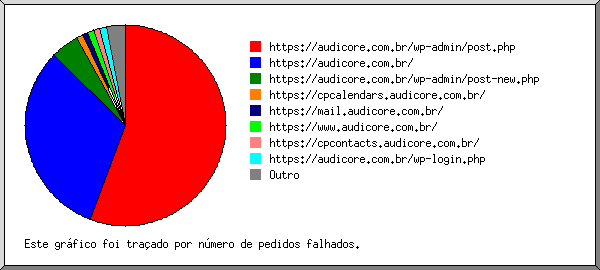 https://audicore.com.br/wp-admin/post.php
https://audicore.com.br/
https://audicore.com.br/wp-admin/post-new.php
https://cpcalendars.audicore.com.br/
https://mail.audicore.com.br/
https://www.audicore.com.br/
https://cpcontacts.audicore.com.br/
https://audicore.com.br/wp-login.php
Outro
Este gráfico foi traçado por número de pedidos falhados.